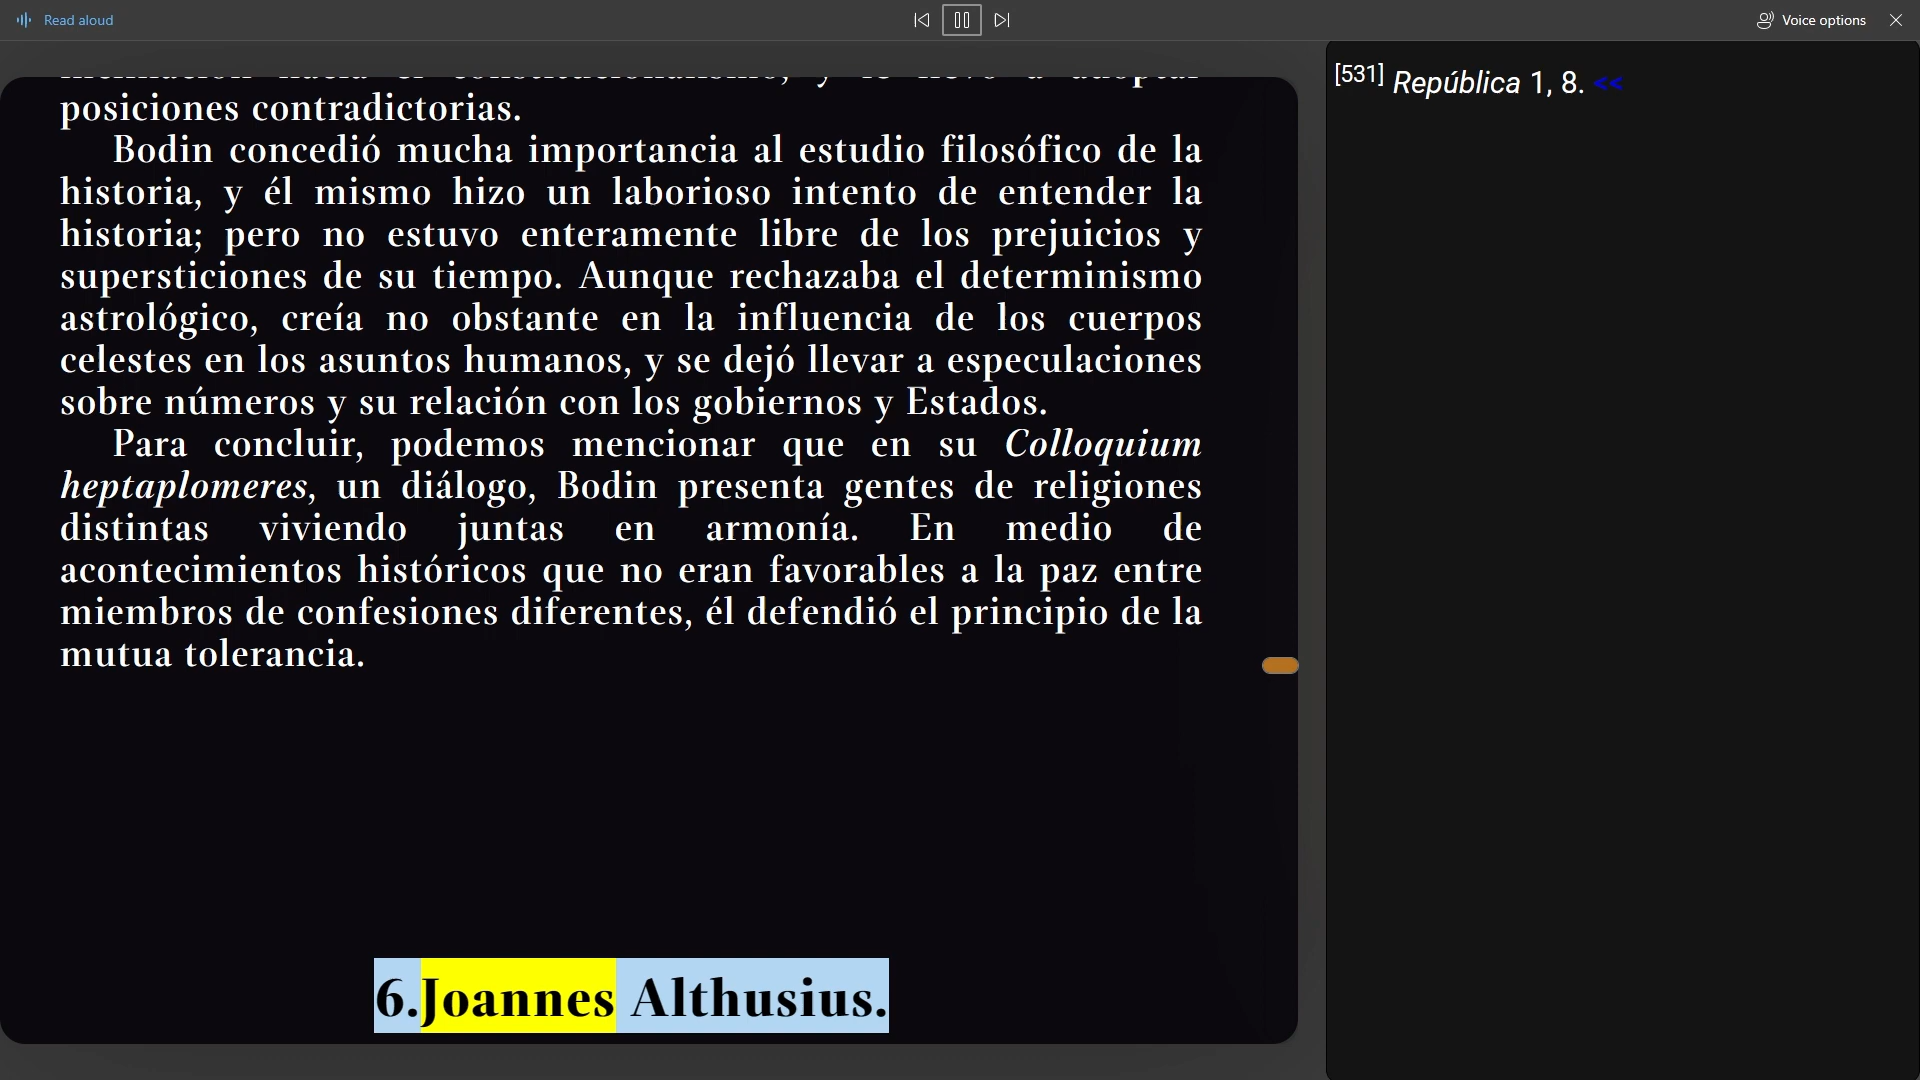 Read aloud
Voice options
posiciones contradictorias.
Bodin concedió mucha importancia al estudio filosófico de la
historia, y él mismo hizo un laborioso intento de entender la
historia; pero no estuvo enteramente libre de los prejuicios y
supersticiones de su tiempo. Aunque rechazaba el determinismo
astrológico, creía no obstante en la influencia de los cuerpos
celestes en los asuntos humanos, y se dejó llevar a especulaciones
sobre números y su relación con los gobiernos y Estados.
Para concluir, podemos mencionar que en su Colloquium
heptaplomeres, un diálogo, Bodin presenta gentes de religiones
distintas viviendo juntas en armonía. En medio de
acontecimientos históricos que no eran favorables a la paz entre
miembros de confesiones diferentes, él defendió el principio de la
mutua tolerancia.
6.Joannes Althusius.
[531] República 1, 8. <<